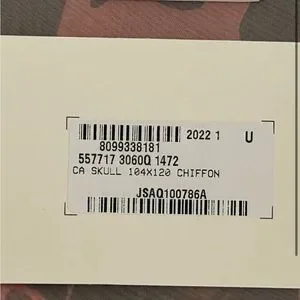 2022 1 U
8099338181
557717 3060Q 1472
CA SKULL 104X120 CHIFFON
JSAQ100786A